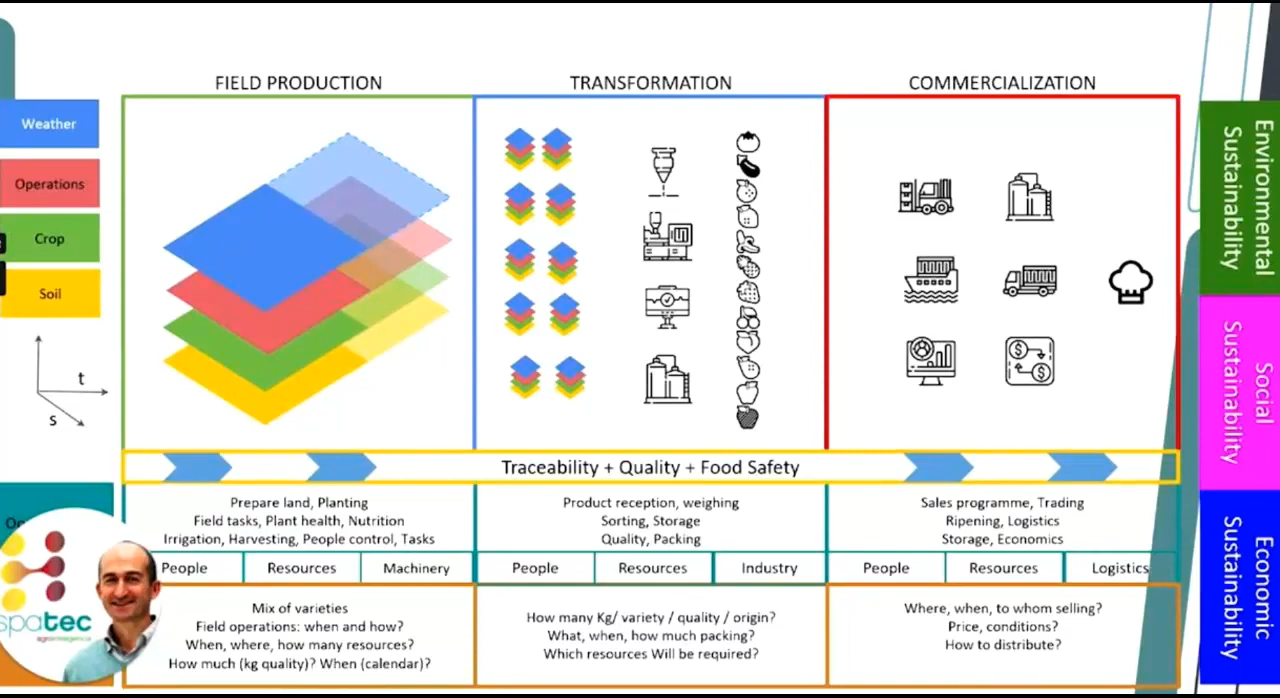 FIELD PRODUCTION
TRANSFORMATION
COMMERCIALIZATION
Weather
Operations
Crop
Soil
t
s
Environmental
Sustainability
Social
Sustainability
Economic
Sustainability
Traceability + Quality + Food Safety
Prepare land, Planting
Field tasks, Plant health, Nutrition
Irrigation, Harvesting, People control, Tasks
Product reception, weighing
Sorting, Storage
Quality, Packing
Sales programme, Trading
Ripening, Logistics
Storage, Economics
People
Resources
Machinery
People
Resources
Industry
People
Resources
Logistics
Mix of varieties
Field operations: when and how?
When, where, how many resources?
How much (kg quality)? When (calendar)?
How many Kg/ variety / quality / origin?
What, when, how much packing?
Which resources Will be required?
Where, when, to whom selling?
Price, conditions?
How to distribute?
spatec